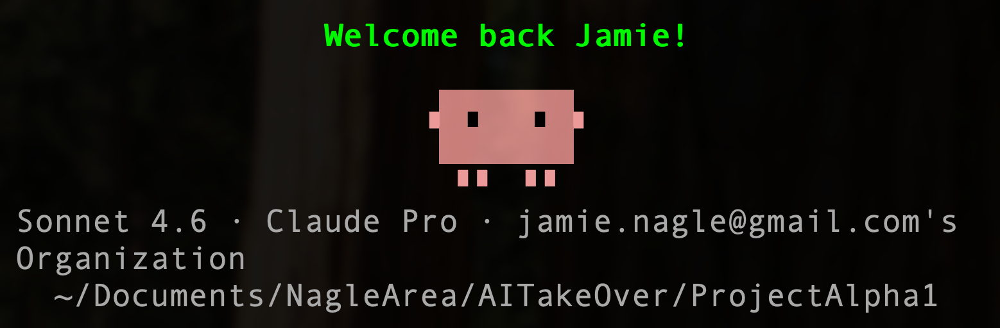 Welcome back Jamie!
Sonnet 4.6 · Claude Pro · jamie.nagle@gmail.com's
Organization
~/Documents/NagleArea/AITakeOver/ProjectAlpha1